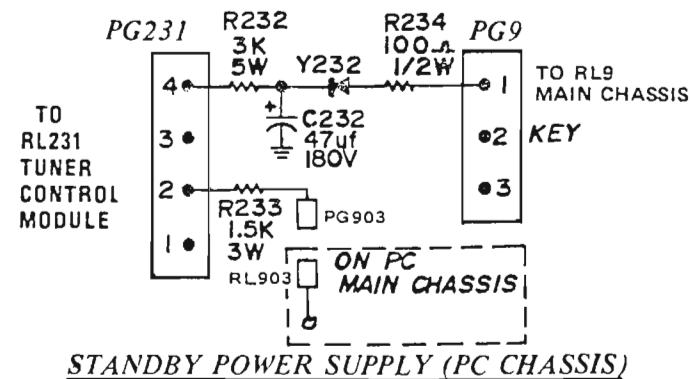 PG231
R232
3K
5W
Y232
R234
100Ω
1/2W
PG9
4
3
2
1
+
C232
47uf
180V
1
2 KEY
3
TO RL9
MAIN CHASSIS
TO
RL231
TUNER
CONTROL
MODULE
R233
1.5K
3W
PG903
RL903
ON PC
MAIN CHASSIS
STANDBY POWER SUPPLY (PC CHASSIS)